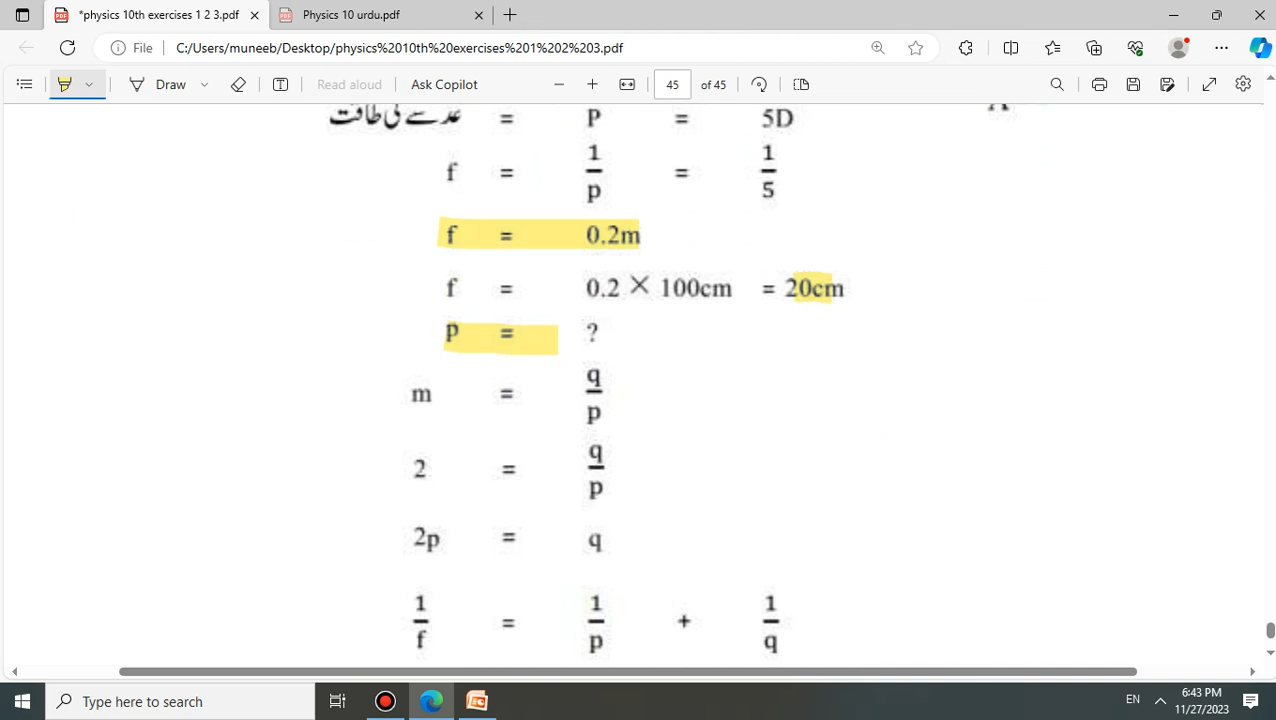 *physics 10th exercises 1 2 3.pdf
Physics 10 urdu.pdf
File
C:/Users/muneeb/Desktop/physics%2010th%20exercises%201%202%203.pdf
Draw
Read aloud
Ask Copilot
45
of 45
عدسے کی طاقت = P = 5D
f = 1/p = 1/5
f = 0.2m
f = 0.2 × 100cm = 20cm
p = ?
m = q/p
2 = q/p
2p = q
1/f = 1/p + 1/q
Type here to search
EN
6:43 PM
11/27/2023